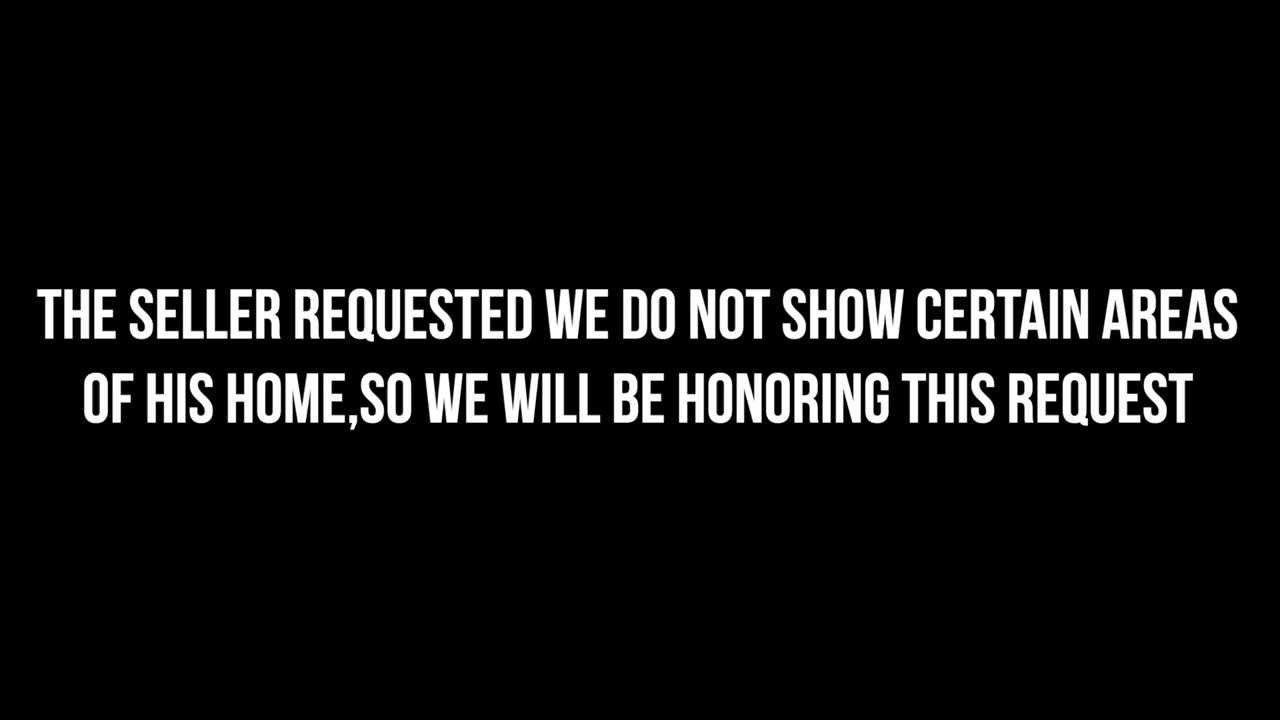 THE SELLER REQUESTED WE DO NOT SHOW CERTAIN AREAS
OF HIS HOME,SO WE WILL BE HONORING THIS REQUEST